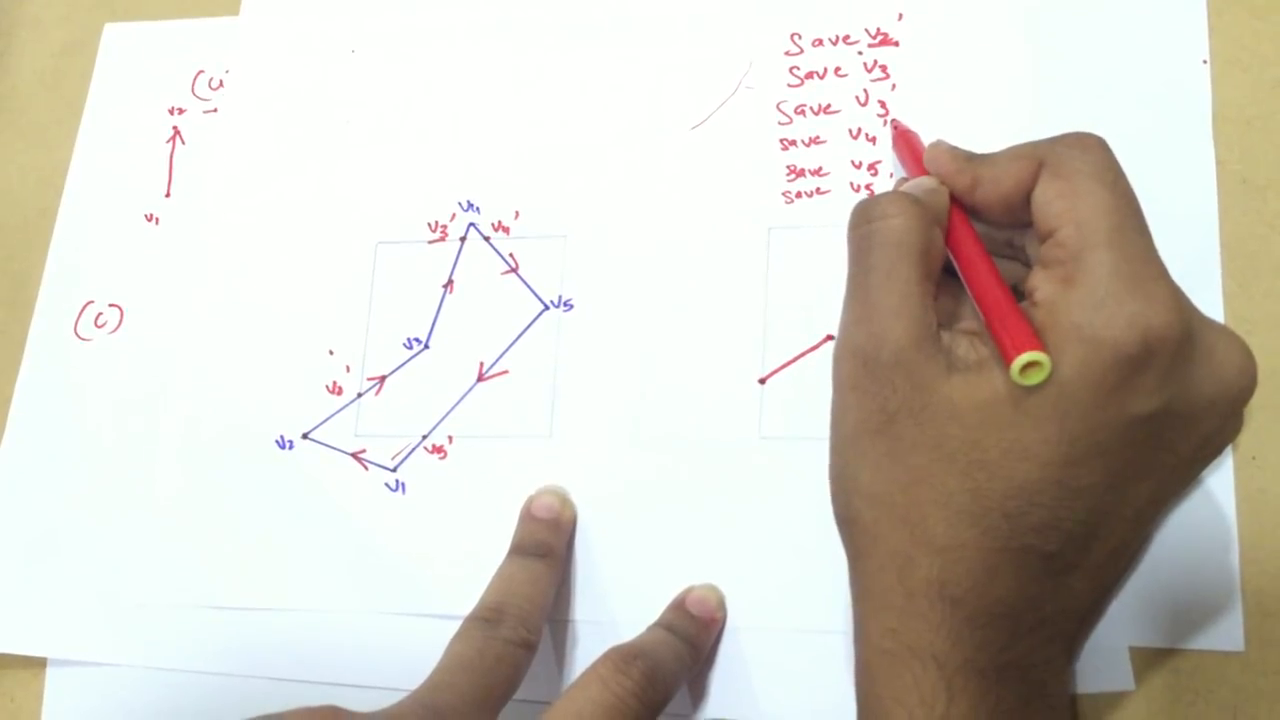 Save v2'
Save v3
Save v3'
save v4'
save v5
save v5'
v2
v1
(c)
v4
v3'
v4'
v5
v3
v2'
v2
v5'
v1